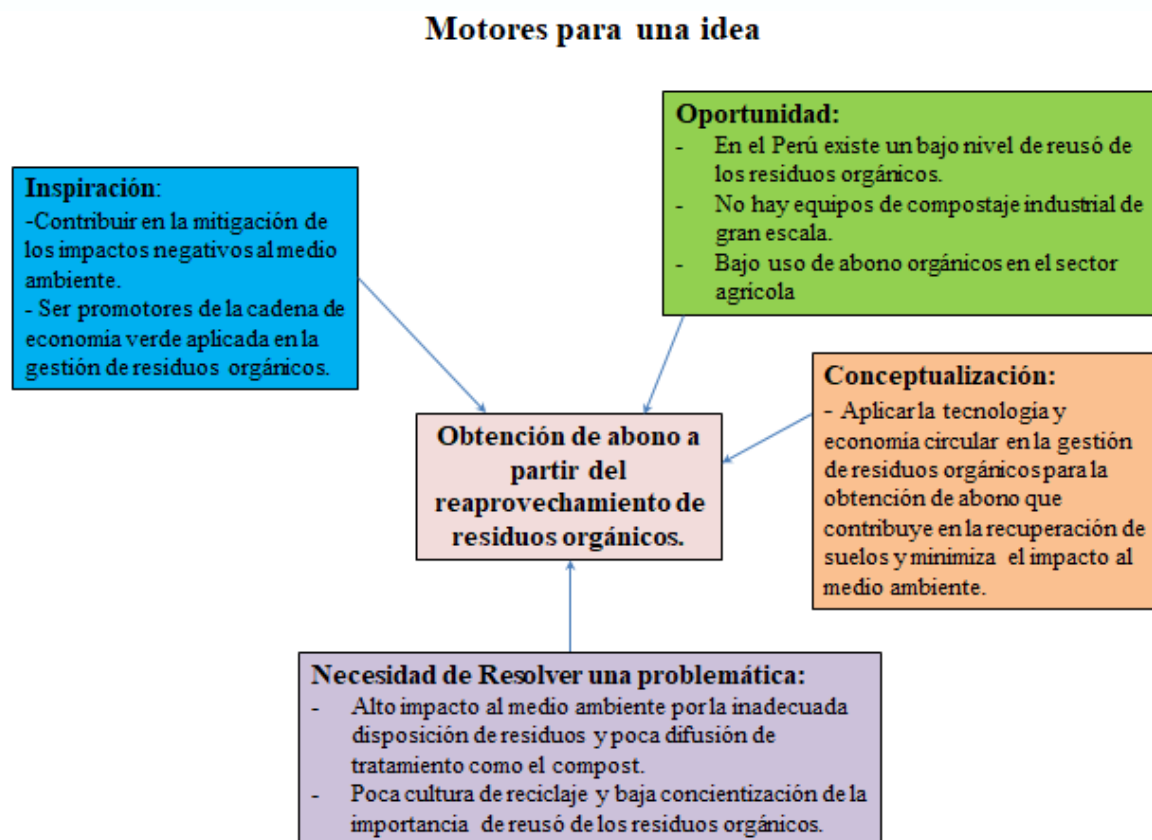 Motores para una idea
Inspiración:
-Contribuir en la mitigación de
los impactos negativos al medio
ambiente.
- Ser promotores de la cadena de
economía verde aplicada en la
gestión de residuos orgánicos.
Oportunidad:
- En el Perú existe un bajo nivel de reusó de
los residuos orgánicos.
- No hay equipos de compostaje industrial de
gran escala.
- Bajo uso de abono orgánicos en el sector
agrícola
Conceptualización:
- Aplicar la tecnología y
economía circular en la gestión
de residuos orgánicos para la
obtención de abono que
contribuye en la recuperación de
suelos y minimiza el impacto al
medio ambiente.
Obtención de abono a
partir del
reaprovechamiento de
residuos orgánicos.
Necesidad de Resolver una problemática:
- Alto impacto al medio ambiente por la inadecuada
disposición de residuos y poca difusión de
tratamiento como el compost.
- Poca cultura de reciclaje y baja concientización de la
importancia de reusó de los residuos orgánicos.